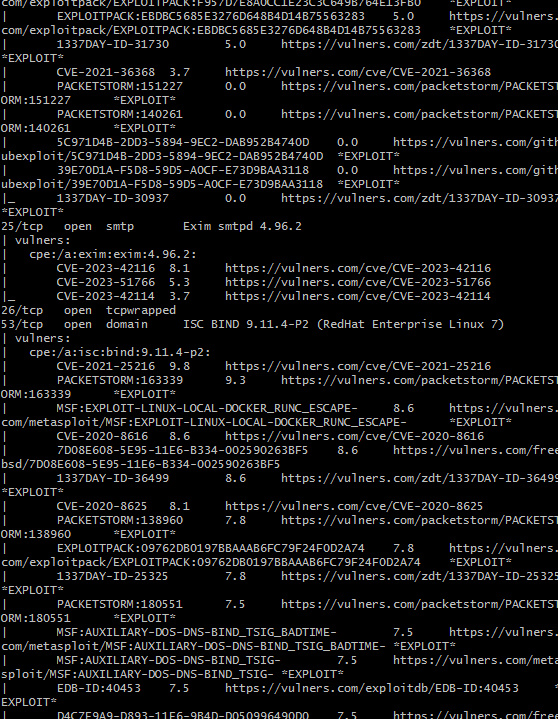 com/exploitpack/EXPLOITPACK:F957D7E8A0CC1E23C3C649B764E13FB0    *EXPLOIT*
|       EXPLOITPACK:EBDBC5685E3276D648B4D14B75563283    5.0     https://vulners.
com/exploitpack/EXPLOITPACK:EBDBC5685E3276D648B4D14B75563283    *EXPLOIT*
|       1337DAY-ID-31730        5.0     https://vulners.com/zdt/1337DAY-ID-31730
*EXPLOIT*
|       CVE-2021-36368  3.7     https://vulners.com/cve/CVE-2021-36368
|       PACKETSTORM:151227      0.0     https://vulners.com/packetstorm/PACKETST
ORM:151227      *EXPLOIT*
|       PACKETSTORM:140261      0.0     https://vulners.com/packetstorm/PACKETST
ORM:140261      *EXPLOIT*
|       5C971D4B-2DD3-5894-9EC2-DAB952B4740D    0.0     https://vulners.com/gith
ubexploit/5C971D4B-2DD3-5894-9EC2-DAB952B4740D  *EXPLOIT*
|       39E70D1A-F5D8-59D5-A0CF-E73D9BAA3118    0.0     https://vulners.com/gith
ubexploit/39E70D1A-F5D8-59D5-A0CF-E73D9BAA3118  *EXPLOIT*
|_      1337DAY-ID-30937        0.0     https://vulners.com/zdt/1337DAY-ID-30937
*EXPLOIT*
25/tcp   open  smtp       Exim smtpd 4.96.2
| vulners:
|   cpe:/a:exim:exim:4.96.2:
|       CVE-2023-42116  8.1     https://vulners.com/cve/CVE-2023-42116
|       CVE-2023-51766  5.3     https://vulners.com/cve/CVE-2023-51766
|_      CVE-2023-42114  3.7     https://vulners.com/cve/CVE-2023-42114
26/tcp   open  tcpwrapped
53/tcp   open  domain     ISC BIND 9.11.4-P2 (RedHat Enterprise Linux 7)
| vulners:
|   cpe:/a:isc:bind:9.11.4-p2:
|       CVE-2021-25216  9.8     https://vulners.com/cve/CVE-2021-25216
|       PACKETSTORM:163339      9.3     https://vulners.com/packetstorm/PACKETST
ORM:163339      *EXPLOIT*
|       MSF:EXPLOIT-LINUX-LOCAL-DOCKER_RUNC_ESCAPE-     8.6     https://vulners.
com/metasploit/MSF:EXPLOIT-LINUX-LOCAL-DOCKER_RUNC_ESCAPE-      *EXPLOIT*
|       CVE-2020-8616   8.6     https://vulners.com/cve/CVE-2020-8616
|       7D08E608-5E95-11E6-B334-002590263BF5    8.6     https://vulners.com/free
bsd/7D08E608-5E95-11E6-B334-002590263BF5
|       1337DAY-ID-36499        8.6     https://vulners.com/zdt/1337DAY-ID-36499
*EXPLOIT*
|       CVE-2020-8625   8.1     https://vulners.com/cve/CVE-2020-8625
|       PACKETSTORM:138960      7.8     https://vulners.com/packetstorm/PACKETST
ORM:138960      *EXPLOIT*
|       EXPLOITPACK:09762DB0197BBAAAB6FC79F24F0D2A74    7.8     https://vulners.
com/exploitpack/EXPLOITPACK:09762DB0197BBAAAB6FC79F24F0D2A74    *EXPLOIT*
|       1337DAY-ID-25325        7.8     https://vulners.com/zdt/1337DAY-ID-25325
*EXPLOIT*
|       PACKETSTORM:180551      7.5     https://vulners.com/packetstorm/PACKETST
ORM:180551      *EXPLOIT*
|       MSF:AUXILIARY-DOS-DNS-BIND_TSIG_BADTIME-        7.5     https://vulners.
com/metasploit/MSF:AUXILIARY-DOS-DNS-BIND_TSIG_BADTIME- *EXPLOIT*
|       MSF:AUXILIARY-DOS-DNS-BIND_TSIG-        7.5     https://vulners.com/meta
sploit/MSF:AUXILIARY-DOS-DNS-BIND_TSIG- *EXPLOIT*
|       EDB-ID:40453    7.5     https://vulners.com/exploitdb/EDB-ID:40453      *
EXPLOIT*
|       D4C7E9A9-D893-11E6-9B4D-D050996490D0    7.5     https://vulners.com/free